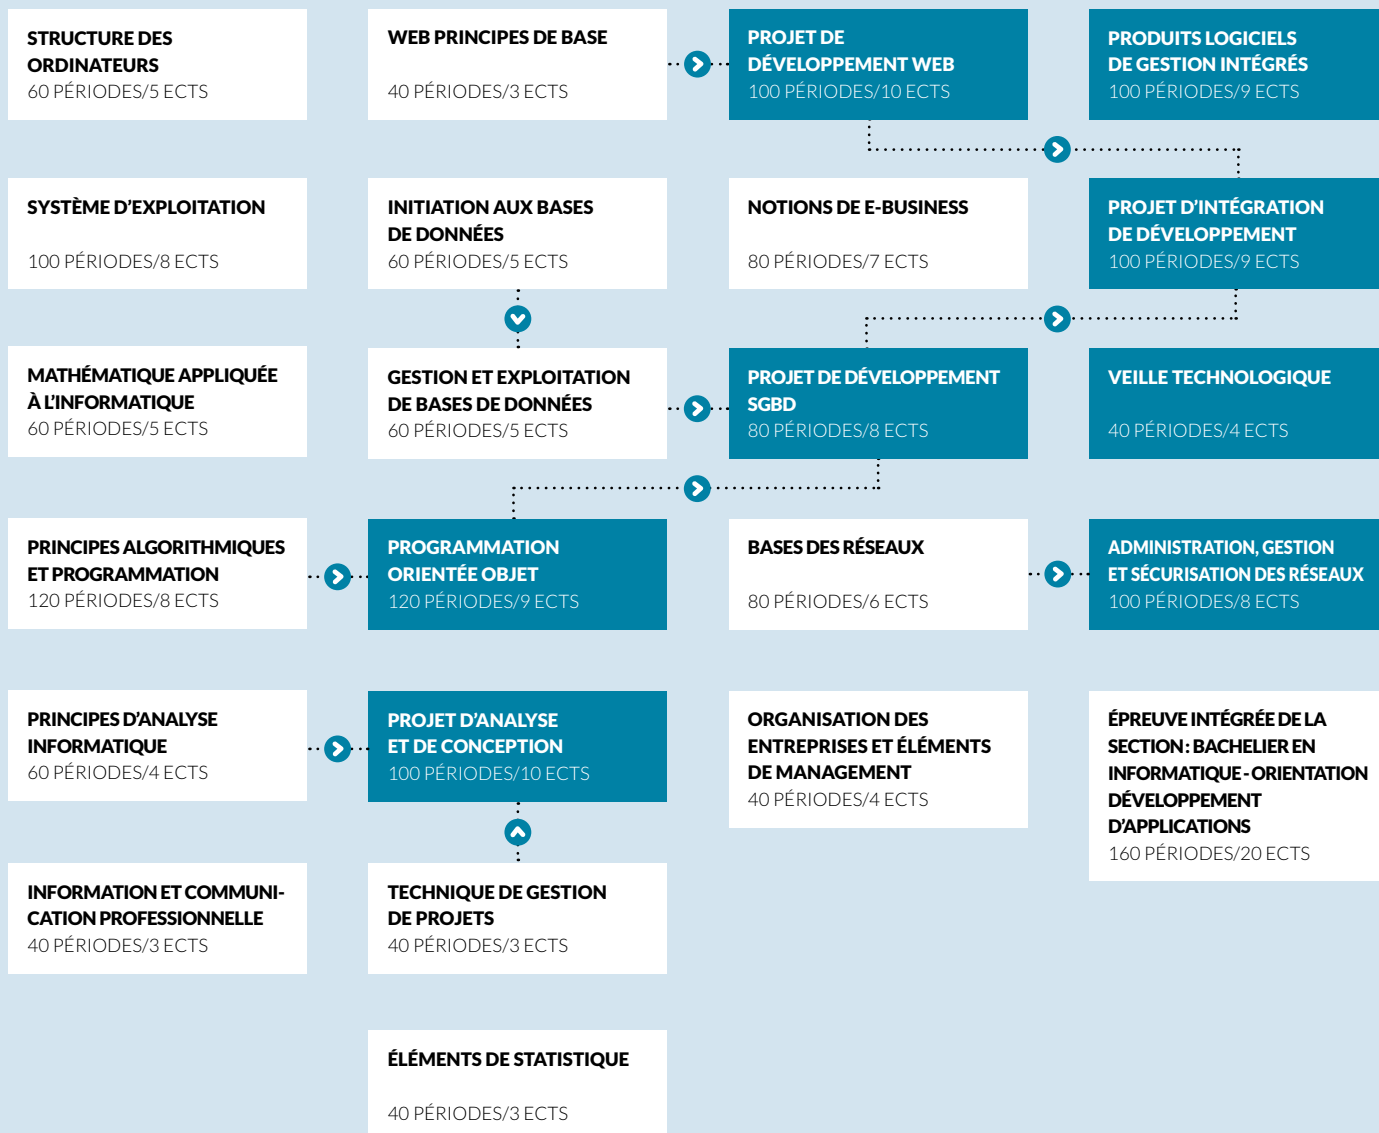 STRUCTURE DES
ORDINATEURS
60 PÉRIODES/5 ECTS
WEB PRINCIPES DE BASE
40 PÉRIODES/3 ECTS
PROJET DE
DÉVELOPPEMENT WEB
100 PÉRIODES/10 ECTS
PRODUITS LOGICIELS
DE GESTION INTÉGRÉS
100 PÉRIODES/9 ECTS
SYSTÈME D'EXPLOITATION
100 PÉRIODES/8 ECTS
INITIATION AUX BASES
DE DONNÉES
60 PÉRIODES/5 ECTS
NOTIONS DE E-BUSINESS
80 PÉRIODES/7 ECTS
PROJET D'INTÉGRATION
DE DÉVELOPPEMENT
100 PÉRIODES/9 ECTS
MATHÉMATIQUE APPLIQUÉE
À L'INFORMATIQUE
60 PÉRIODES/5 ECTS
GESTION ET EXPLOITATION
DE BASES DE DONNÉES
60 PÉRIODES/5 ECTS
PROJET DE DÉVELOPPEMENT
SGBD
80 PÉRIODES/8 ECTS
VEILLE TECHNOLOGIQUE
40 PÉRIODES/4 ECTS
PRINCIPES ALGORITHMIQUES
ET PROGRAMMATION
120 PÉRIODES/8 ECTS
PROGRAMMATION
ORIENTÉE OBJET
120 PÉRIODES/9 ECTS
BASES DES RÉSEAUX
80 PÉRIODES/6 ECTS
ADMINISTRATION, GESTION
ET SÉCURISATION DES RÉSEAUX
100 PÉRIODES/8 ECTS
PRINCIPES D'ANALYSE
INFORMATIQUE
60 PÉRIODES/4 ECTS
PROJET D'ANALYSE
ET DE CONCEPTION
100 PÉRIODES/10 ECTS
ORGANISATION DES
ENTREPRISES ET ÉLÉMENTS
DE MANAGEMENT
40 PÉRIODES/4 ECTS
ÉPREUVE INTÉGRÉE DE LA
SECTION : BACHELIER EN
INFORMATIQUE - ORIENTATION
DÉVELOPPEMENT
D'APPLICATIONS
160 PÉRIODES/20 ECTS
INFORMATION ET COMMUNI-
CATION PROFESSIONNELLE
40 PÉRIODES/3 ECTS
TECHNIQUE DE GESTION
DE PROJETS
40 PÉRIODES/3 ECTS
ÉLÉMENTS DE STATISTIQUE
40 PÉRIODES/3 ECTS